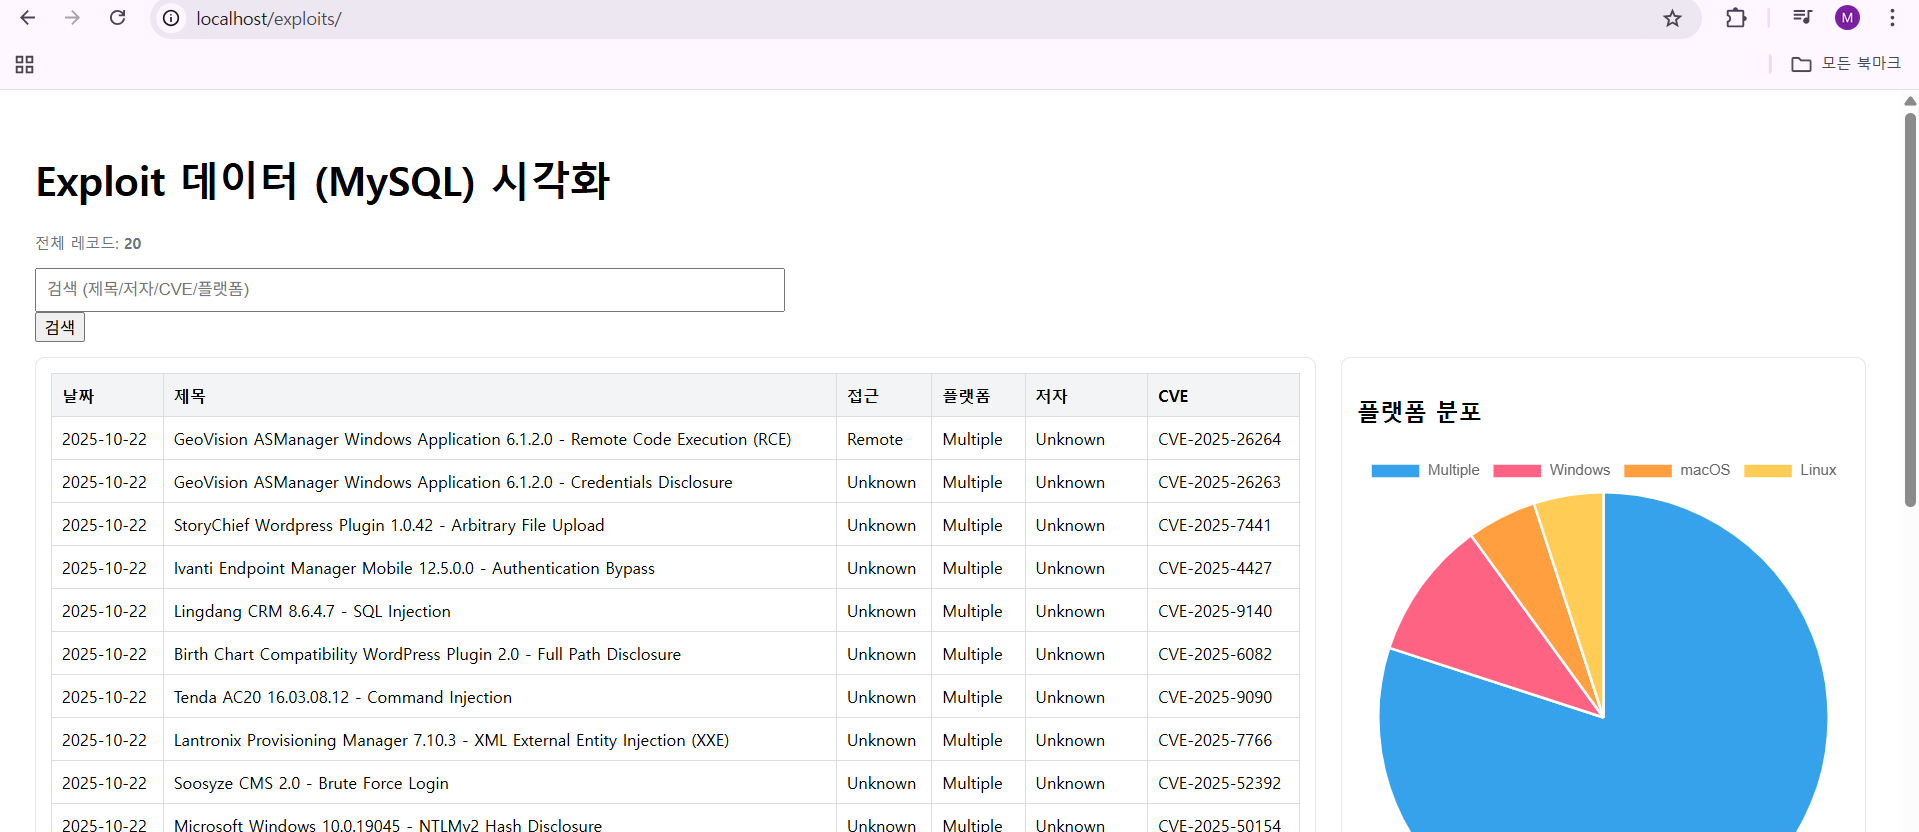 localhost/exploits/
M
모든 북마크
Exploit 데이터 (MySQL) 시각화
전체 레코드: 20
검색 (제목/저자/CVE/플랫폼)
검색
날짜 제목 접근 플랫폼 저자 CVE
2025-10-22 GeoVision ASManager Windows Application 6.1.2.0 - Remote Code Execution (RCE) Remote Multiple Unknown CVE-2025-26264
2025-10-22 GeoVision ASManager Windows Application 6.1.2.0 - Credentials Disclosure Unknown Multiple Unknown CVE-2025-26263
2025-10-22 StoryChief Wordpress Plugin 1.0.42 - Arbitrary File Upload Unknown Multiple Unknown CVE-2025-7441
2025-10-22 Ivanti Endpoint Manager Mobile 12.5.0.0 - Authentication Bypass Unknown Multiple Unknown CVE-2025-4427
2025-10-22 Lingdang CRM 8.6.4.7 - SQL Injection Unknown Multiple Unknown CVE-2025-9140
2025-10-22 Birth Chart Compatibility WordPress Plugin 2.0 - Full Path Disclosure Unknown Multiple Unknown CVE-2025-6082
2025-10-22 Tenda AC20 16.03.08.12 - Command Injection Unknown Multiple Unknown CVE-2025-9090
2025-10-22 Lantronix Provisioning Manager 7.10.3 - XML External Entity Injection (XXE) Unknown Multiple Unknown CVE-2025-7766
2025-10-22 Soosyze CMS 2.0 - Brute Force Login Unknown Multiple Unknown CVE-2025-52392
2025-10-22 Microsoft Windows 10.0.19045 - NTLMv2 Hash Disclosure Unknown Multiple Unknown CVE-2025-50154
플랫폼 분포
Multiple Windows macOS Linux